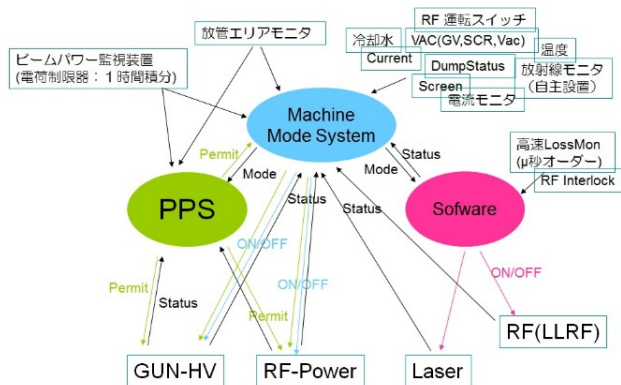 RF 運転スイッチ
放管エリアモニタ
冷却水
VAC(GV,SCR,Vac)
温度
ビームパワー監視装置
(電荷制限器：１時間積分)
Current
DumpStatus
放射線モニタ
（自主設置）
Screen
電流モニタ
Machine
Mode System
高速LossMon
(μ秒オーダー)
RF Interlock
Permit
Mode
Status
Mode
PPS
Status
Status
Sofware
ON/OFF
ON/OFF
ON/OFF
Permit
Status
Permit
RF(LLRF)
GUN-HV
RF-Power
Laser